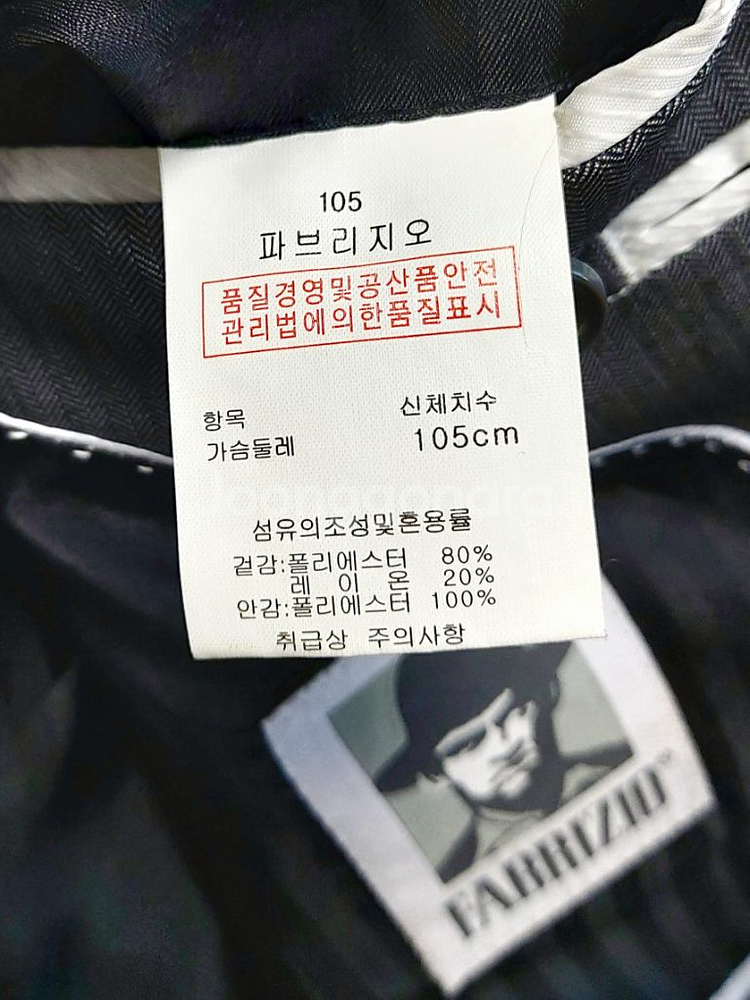 105
파브리지오
품질경영및공산품안전
관리법에의한품질표시
항목 신체치수
가슴둘레 105cm
섬유의조성및혼용률
겉감:폴리에스터 80%
레 이 온 20%
안감:폴리에스터 100%
취급상 주의사항
FABRIZIO